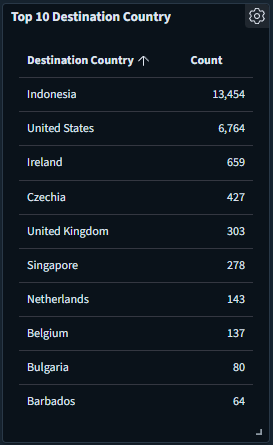 Top 10 Destination Country
Destination Country Count
Indonesia 13,454
United States 6,764
Ireland 659
Czechia 427
United Kingdom 303
Singapore 278
Netherlands 143
Belgium 137
Bulgaria 80
Barbados 64